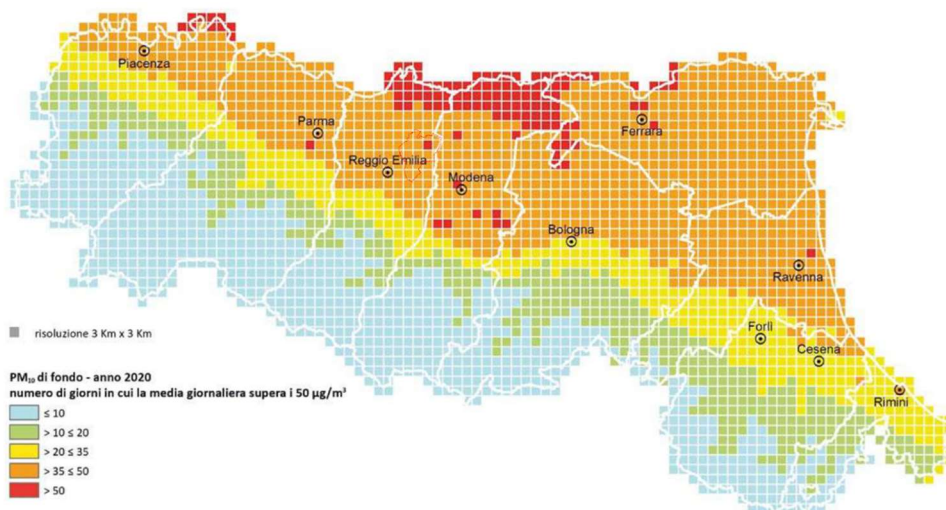 Piacenza
Parma
Reggio Emilia
Modena
Ferrara
Bologna
Ravenna
Forlì
Cesena
Rimini
risoluzione 3 Km x 3 Km
PM₁₀ di fondo - anno 2020
numero di giorni in cui la media giornaliera supera i 50 µg/m³
≤ 10
> 10 ≤ 20
> 20 ≤ 35
> 35 ≤ 50
> 50